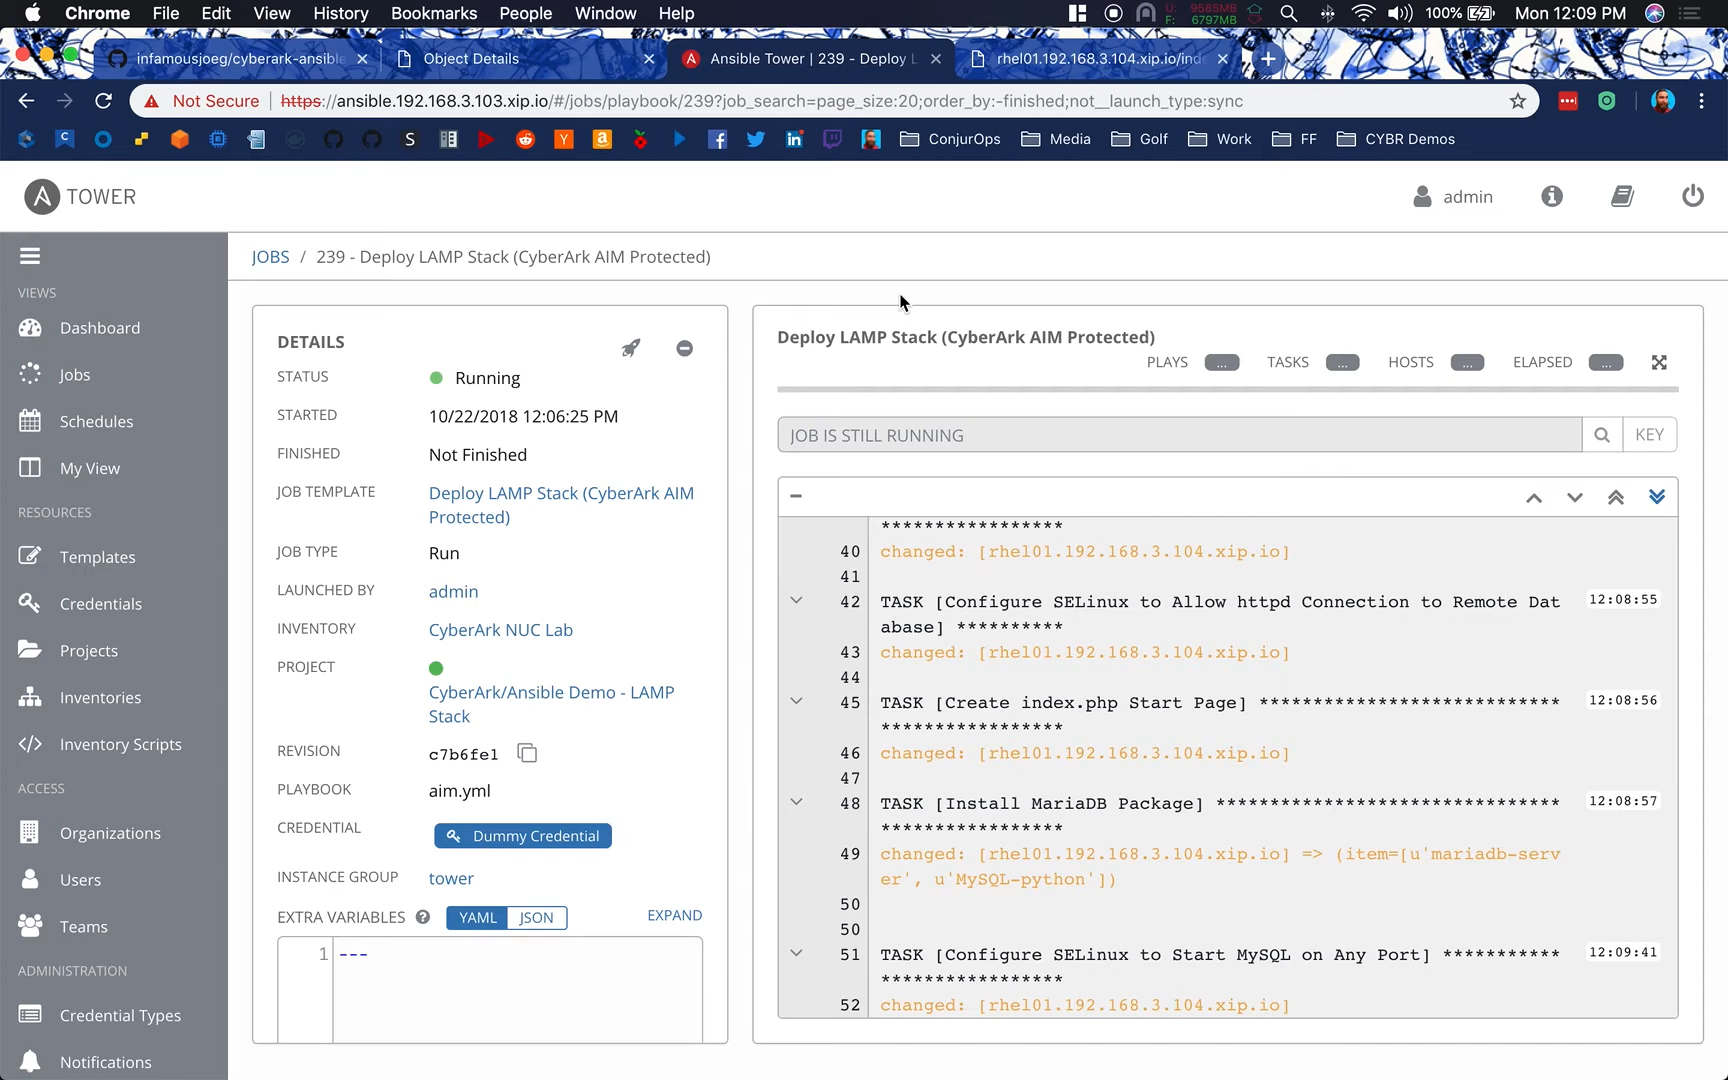 Chrome File Edit View History Bookmarks People Window Help U: 9585MB F: 6797MB 100% Mon 12:09 PM
infamousjoeg/cyberark-ansible Object Details Ansible Tower | 239 - Deploy L rhel01.192.168.3.104.xip.io/inde
Not Secure | https://ansible.192.168.3.103.xip.io/#/jobs/playbook/239?job_search=page_size:20;order_by:-finished;not__launch_type:sync
ConjurOps Media Golf Work FF CYBR Demos
TOWER admin
JOBS / 239 - Deploy LAMP Stack (CyberArk AIM Protected)
VIEWS
Dashboard
Jobs
Schedules
My View
RESOURCES
Templates
Credentials
Projects
Inventories
Inventory Scripts
ACCESS
Organizations
Users
Teams
ADMINISTRATION
Credential Types
Notifications
DETAILS
STATUS Running
STARTED 10/22/2018 12:06:25 PM
FINISHED Not Finished
JOB TEMPLATE Deploy LAMP Stack (CyberArk AIM
Protected)
JOB TYPE Run
LAUNCHED BY admin
INVENTORY CyberArk NUC Lab
PROJECT
CyberArk/Ansible Demo - LAMP
Stack
REVISION c7b6fe1
PLAYBOOK aim.yml
CREDENTIAL Dummy Credential
INSTANCE GROUP tower
EXTRA VARIABLES YAML JSON EXPAND
1 ---
Deploy LAMP Stack (CyberArk AIM Protected)
PLAYS ... TASKS ... HOSTS ... ELAPSED ...
JOB IS STILL RUNNING KEY
*****************
40 changed: [rhel01.192.168.3.104.xip.io]
41
42 TASK [Configure SELinux to Allow httpd Connection to Remote Dat 12:08:55
abase] **********
43 changed: [rhel01.192.168.3.104.xip.io]
44
45 TASK [Create index.php Start Page] **************************** 12:08:56
*****************
46 changed: [rhel01.192.168.3.104.xip.io]
47
48 TASK [Install MariaDB Package] ******************************** 12:08:57
*****************
49 changed: [rhel01.192.168.3.104.xip.io] => (item=[u'mariadb-serv
er', u'MySQL-python'])
50
50
51 TASK [Configure SELinux to Start MySQL on Any Port] *********** 12:09:41
*****************
52 changed: [rhel01.192.168.3.104.xip.io]